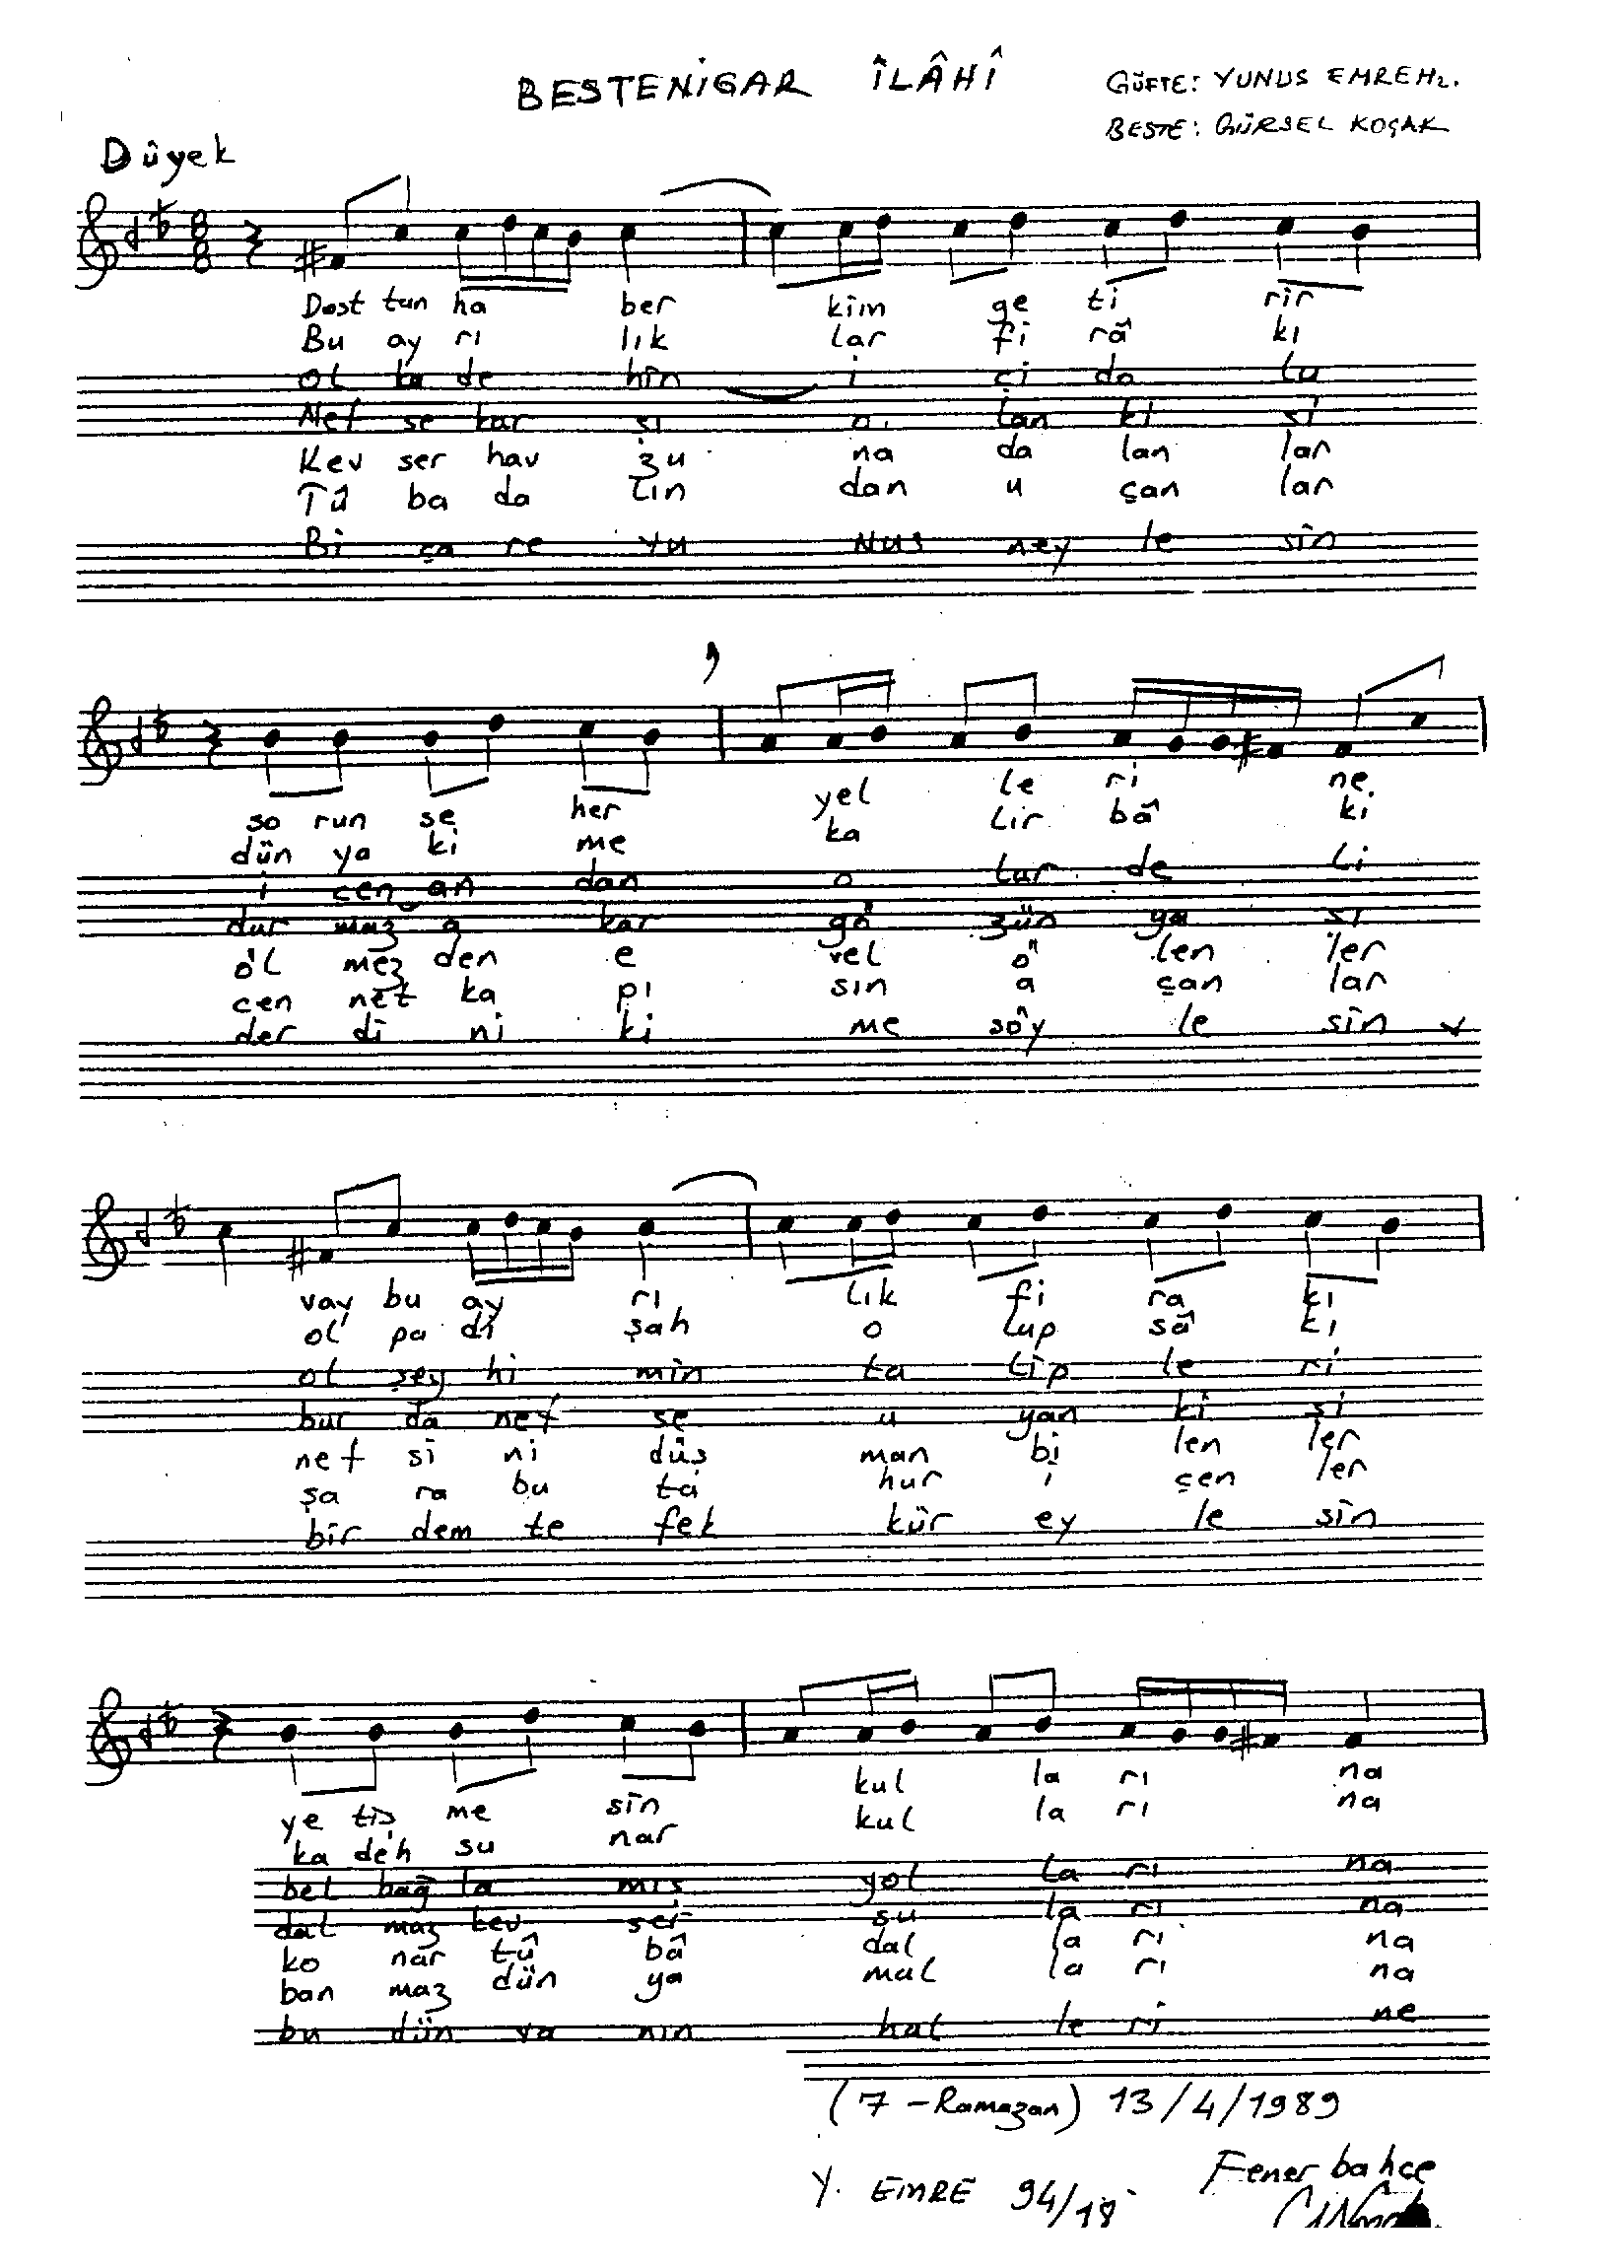 BESTENİGAR ÎLÂHÎ
GÜFTE: YUNUS EMRE Hz.
BESTE: GÜRSEL KOÇAK
Düyek
8
8
Dost tan ha ber kim ge ti rir
Bu ay rı lık lar fi râ kı
ol ka de hin i çi do lu
Nef se kar şı o lan ki şi
Kev ser hav zu na da lan lar
Tû ba da lın dan u çan lar
Bi ça re yu nus ney le sin
so run se her yel le ri ne
dün ya ki me ka lır bâ ki
i çen an dan o lur de li
dur maz a kar gö zün ya şı
öl mez den e vel ö len ler
cen net ka pı sın a çan lar
der di ni ki me söy le sin
vay bu ay rı lık fi ra kı
ol pa di şah o lup sâ kı
ol şey hi min ta lip le ri
bur da nef se u yan ki şi
nef si ni düş man bi len ler
şa ra bu ta hur i çen ler
bir dem te fek kür ey le sin
ye tiş me sin kul la rı na
ka deh su nar kul la rı na
bel bağ la mış yol la rı na
dal maz kev ser su la rı na
ko nar tû bâ dal la rı na
ban maz dün ya mal la rı na
bu dün ya nın hal le ri ne
(7 - Ramazan) 13/4/1989
Fenerbahçe
Y. EMRE 94/18